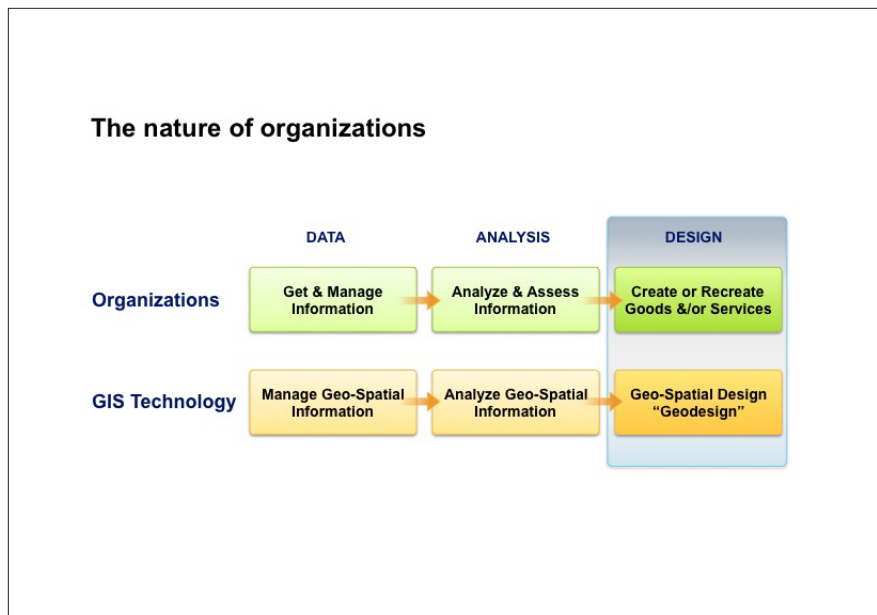 The nature of organizations
DATA
ANALYSIS
DESIGN
Organizations
Get & Manage
Information
Analyze & Assess
Information
Create or Recreate
Goods &/or Services
GIS Technology
Manage Geo-Spatial
Information
Analyze Geo-Spatial
Information
Geo-Spatial Design
“Geodesign”